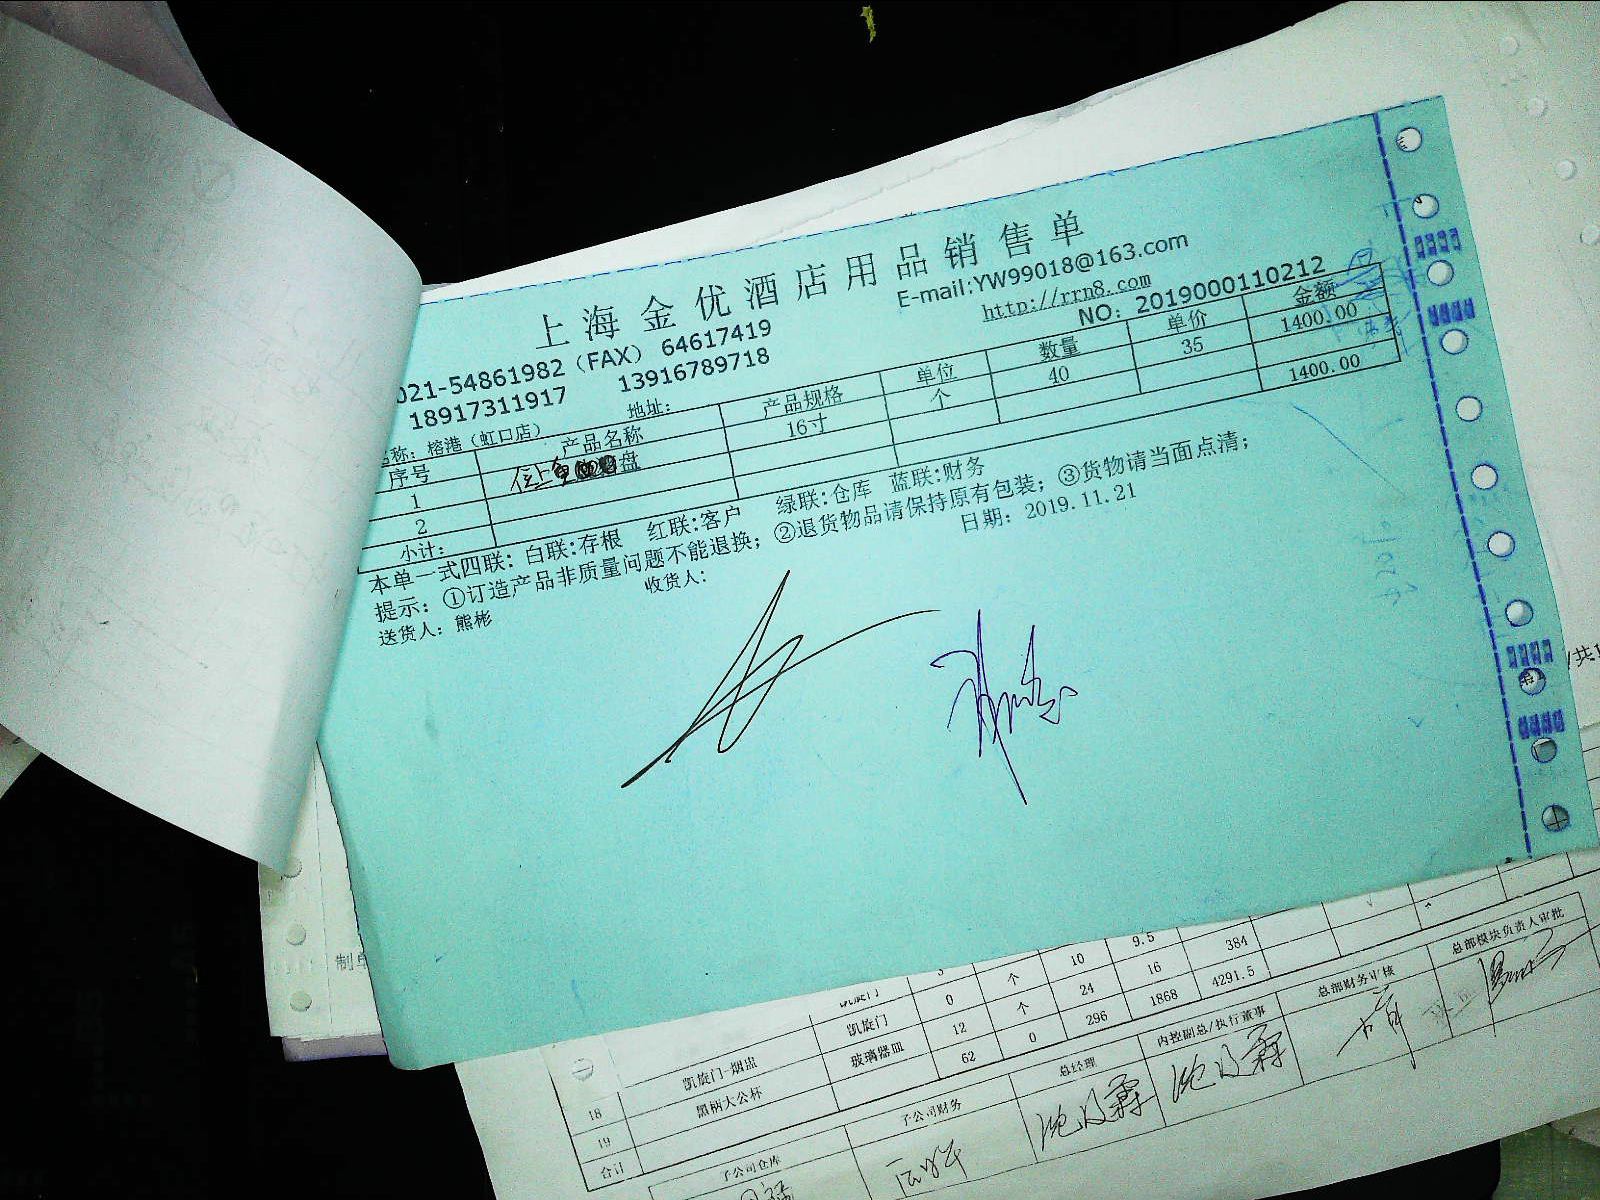 上海金优酒店用品销售单
021-54861982（FAX） 64617419 E-mail:YW99018@163.com
18917311917 13916789718 http://rrn8.com
地址： NO：2019000110212
名称：榕港（虹口店）
序号 产品名称 产品规格 单位 数量 单价 金额
1 盘 16寸 个 40 35 1400.00
2
小计： 1400.00
本单一式四联：白联:存根 红联:客户 绿联:仓库 蓝联:财务
提示：①订造产品非质量问题不能退换；②退货物品请保持原有包装；③货物请当面点清；
送货人：熊彬 收货人： 日期：2019.11.21
制单
凯旋门 0 个 10 9.5 384
18 凯旋门-烟盅 玻璃器皿 12 个 24 16 4291.5
19 黑柄大公杯 62 0 296 1868
合计
子公司仓库 子公司财务 总经理 内控副总/执行董事 总部财务审核 总部模块负责人审批